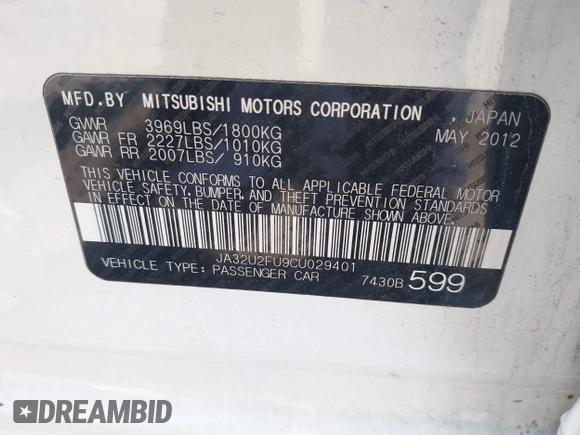 MFD.BY MITSUBISHI MOTORS CORPORATION , JAPAN
GVWR 3969LBS/1800KG MAY 2012
GAWR FR 2227LBS/1010KG
GAWR RR 2007LBS/ 910KG
THIS VEHICLE CONFORMS TO ALL APPLICABLE FEDERAL MOTOR
VEHICLE SAFETY, BUMPER, AND THEFT PREVENTION STANDARDS
IN EFFECT ON THE DATE OF MANUFACTURE SHOWN ABOVE.
JA32U2FU9CU029401
VEHICLE TYPE: PASSENGER CAR 7430B 599
DREAMBID